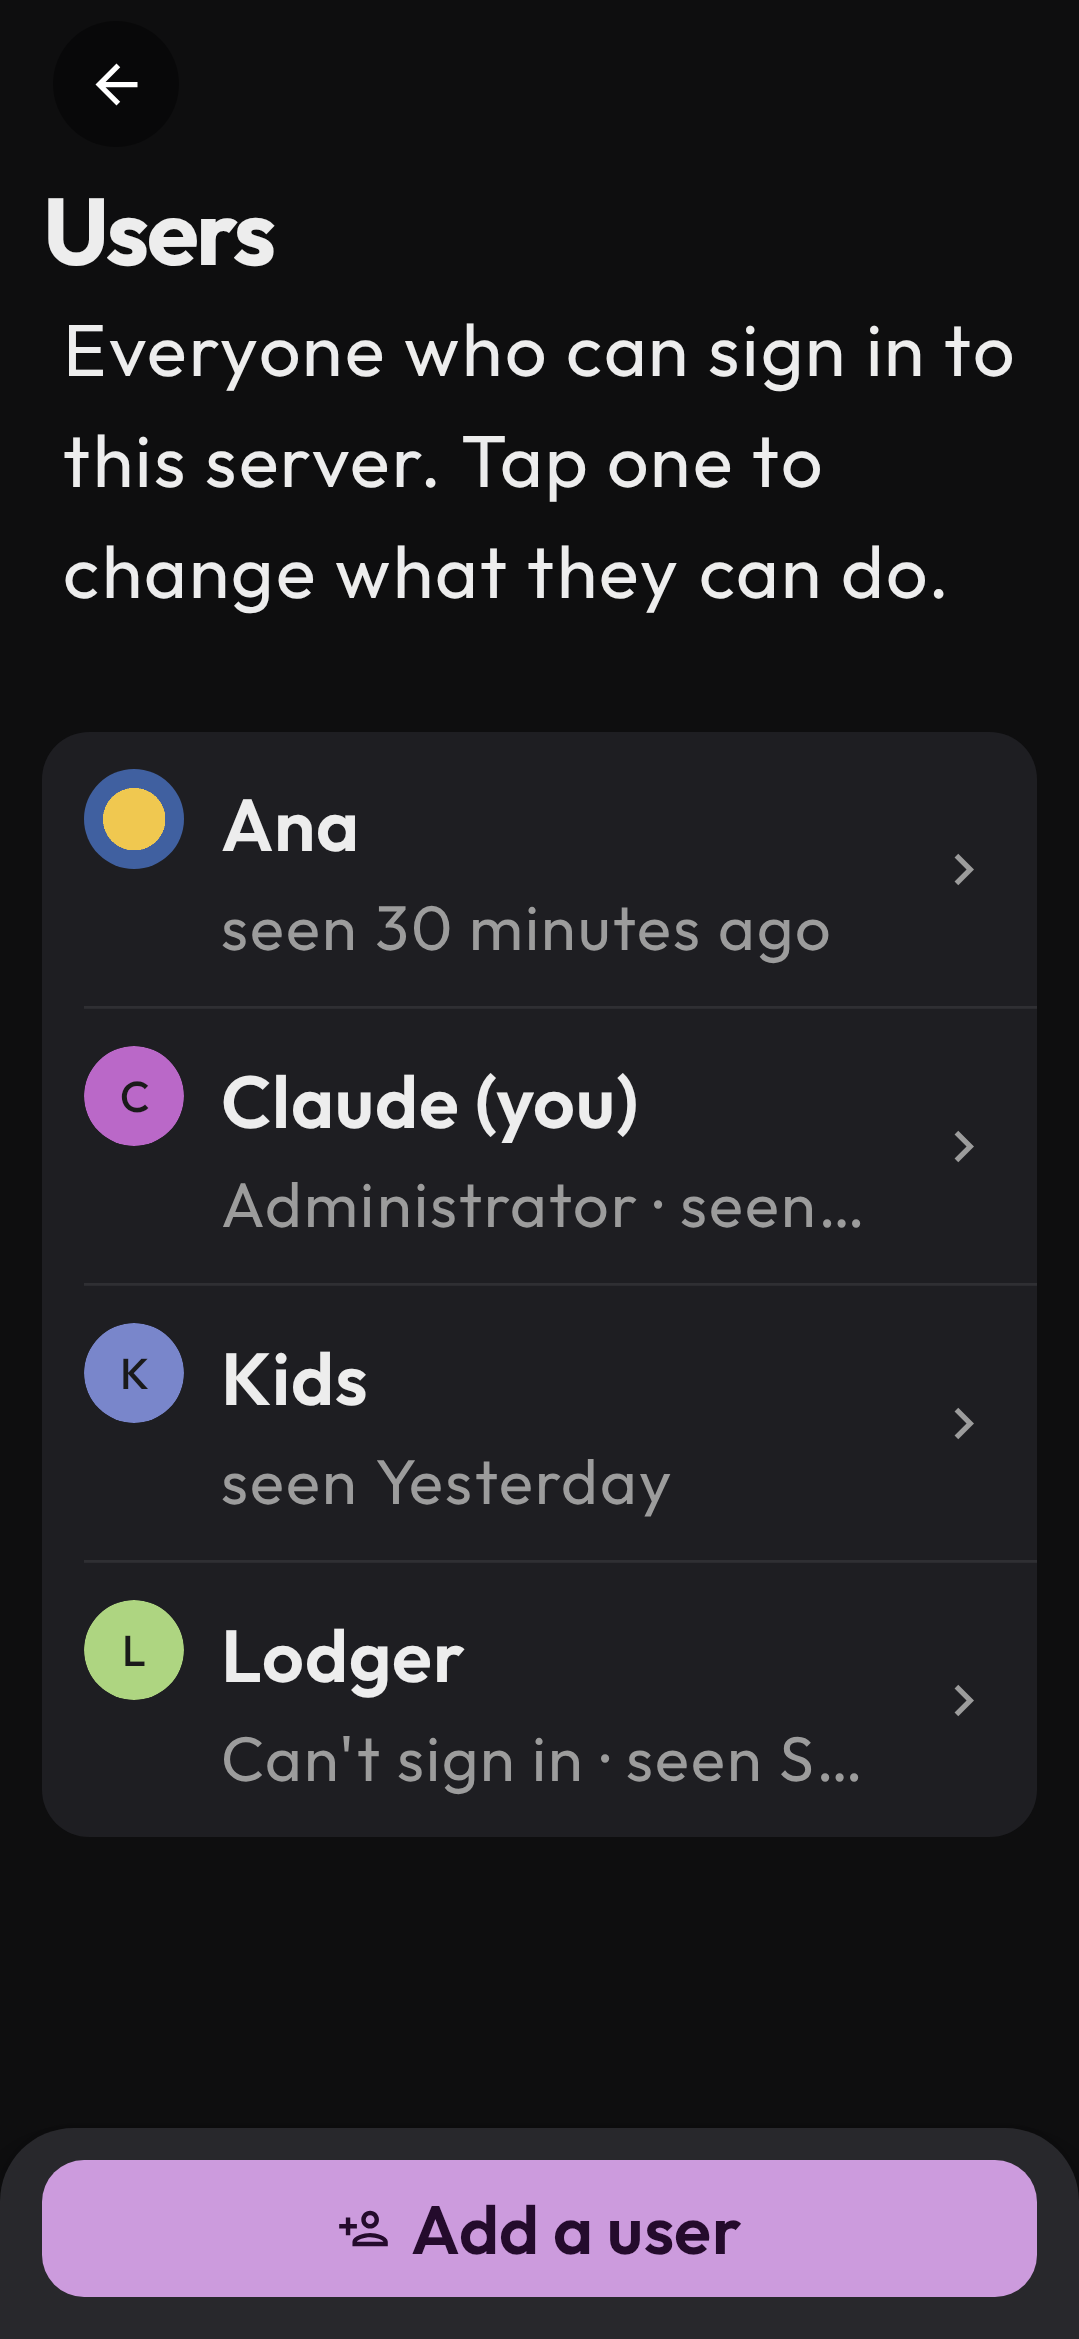 Users
Everyone who can sign in to
this server. Tap one to
change what they can do.
Ana
seen 30 minutes ago
C
Claude (you)
Administrator · seen…
K
Kids
seen Yesterday
L
Lodger
Can't sign in · seen S…
Add a user